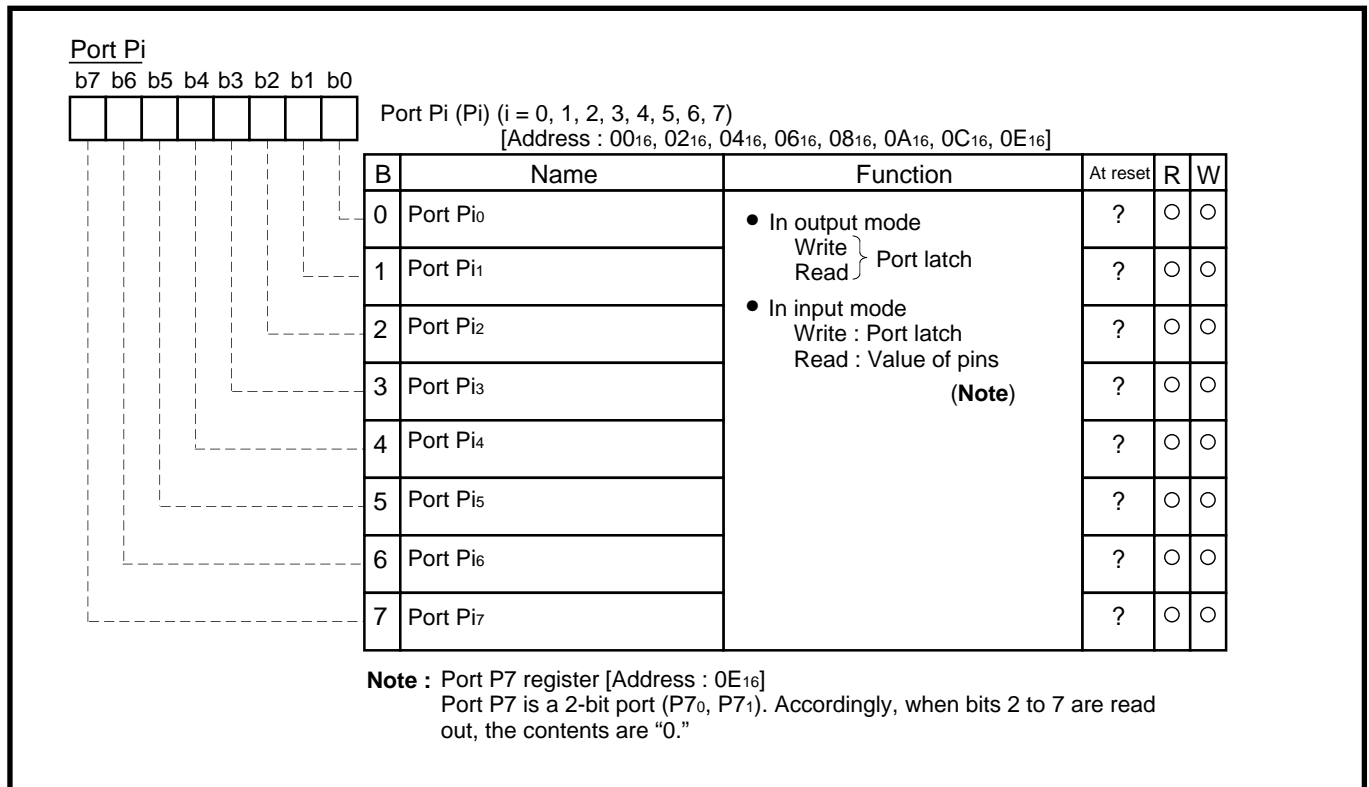 Port Pi
b7 b6 b5 b4 b3 b2 b1 b0
Port Pi (Pi) (i = 0, 1, 2, 3, 4, 5, 6, 7)
[Address : 00₁₆, 02₁₆, 04₁₆, 06₁₆, 08₁₆, 0A₁₆, 0C₁₆, 0E₁₆]
B Name Function At reset R W
0 Port Pi₀ ? ○ ○
1 Port Pi₁ ? ○ ○
2 Port Pi₂ ? ○ ○
3 Port Pi₃ ? ○ ○
4 Port Pi₄ ? ○ ○
5 Port Pi₅ ? ○ ○
6 Port Pi₆ ? ○ ○
7 Port Pi₇ ? ○ ○
● In output mode
Write
Read
Port latch
● In input mode
Write : Port latch
Read : Value of pins
(Note)
Note : Port P7 register [Address : 0E₁₆]
Port P7 is a 2-bit port (P7₀, P7₁). Accordingly, when bits 2 to 7 are read
out, the contents are “0.”